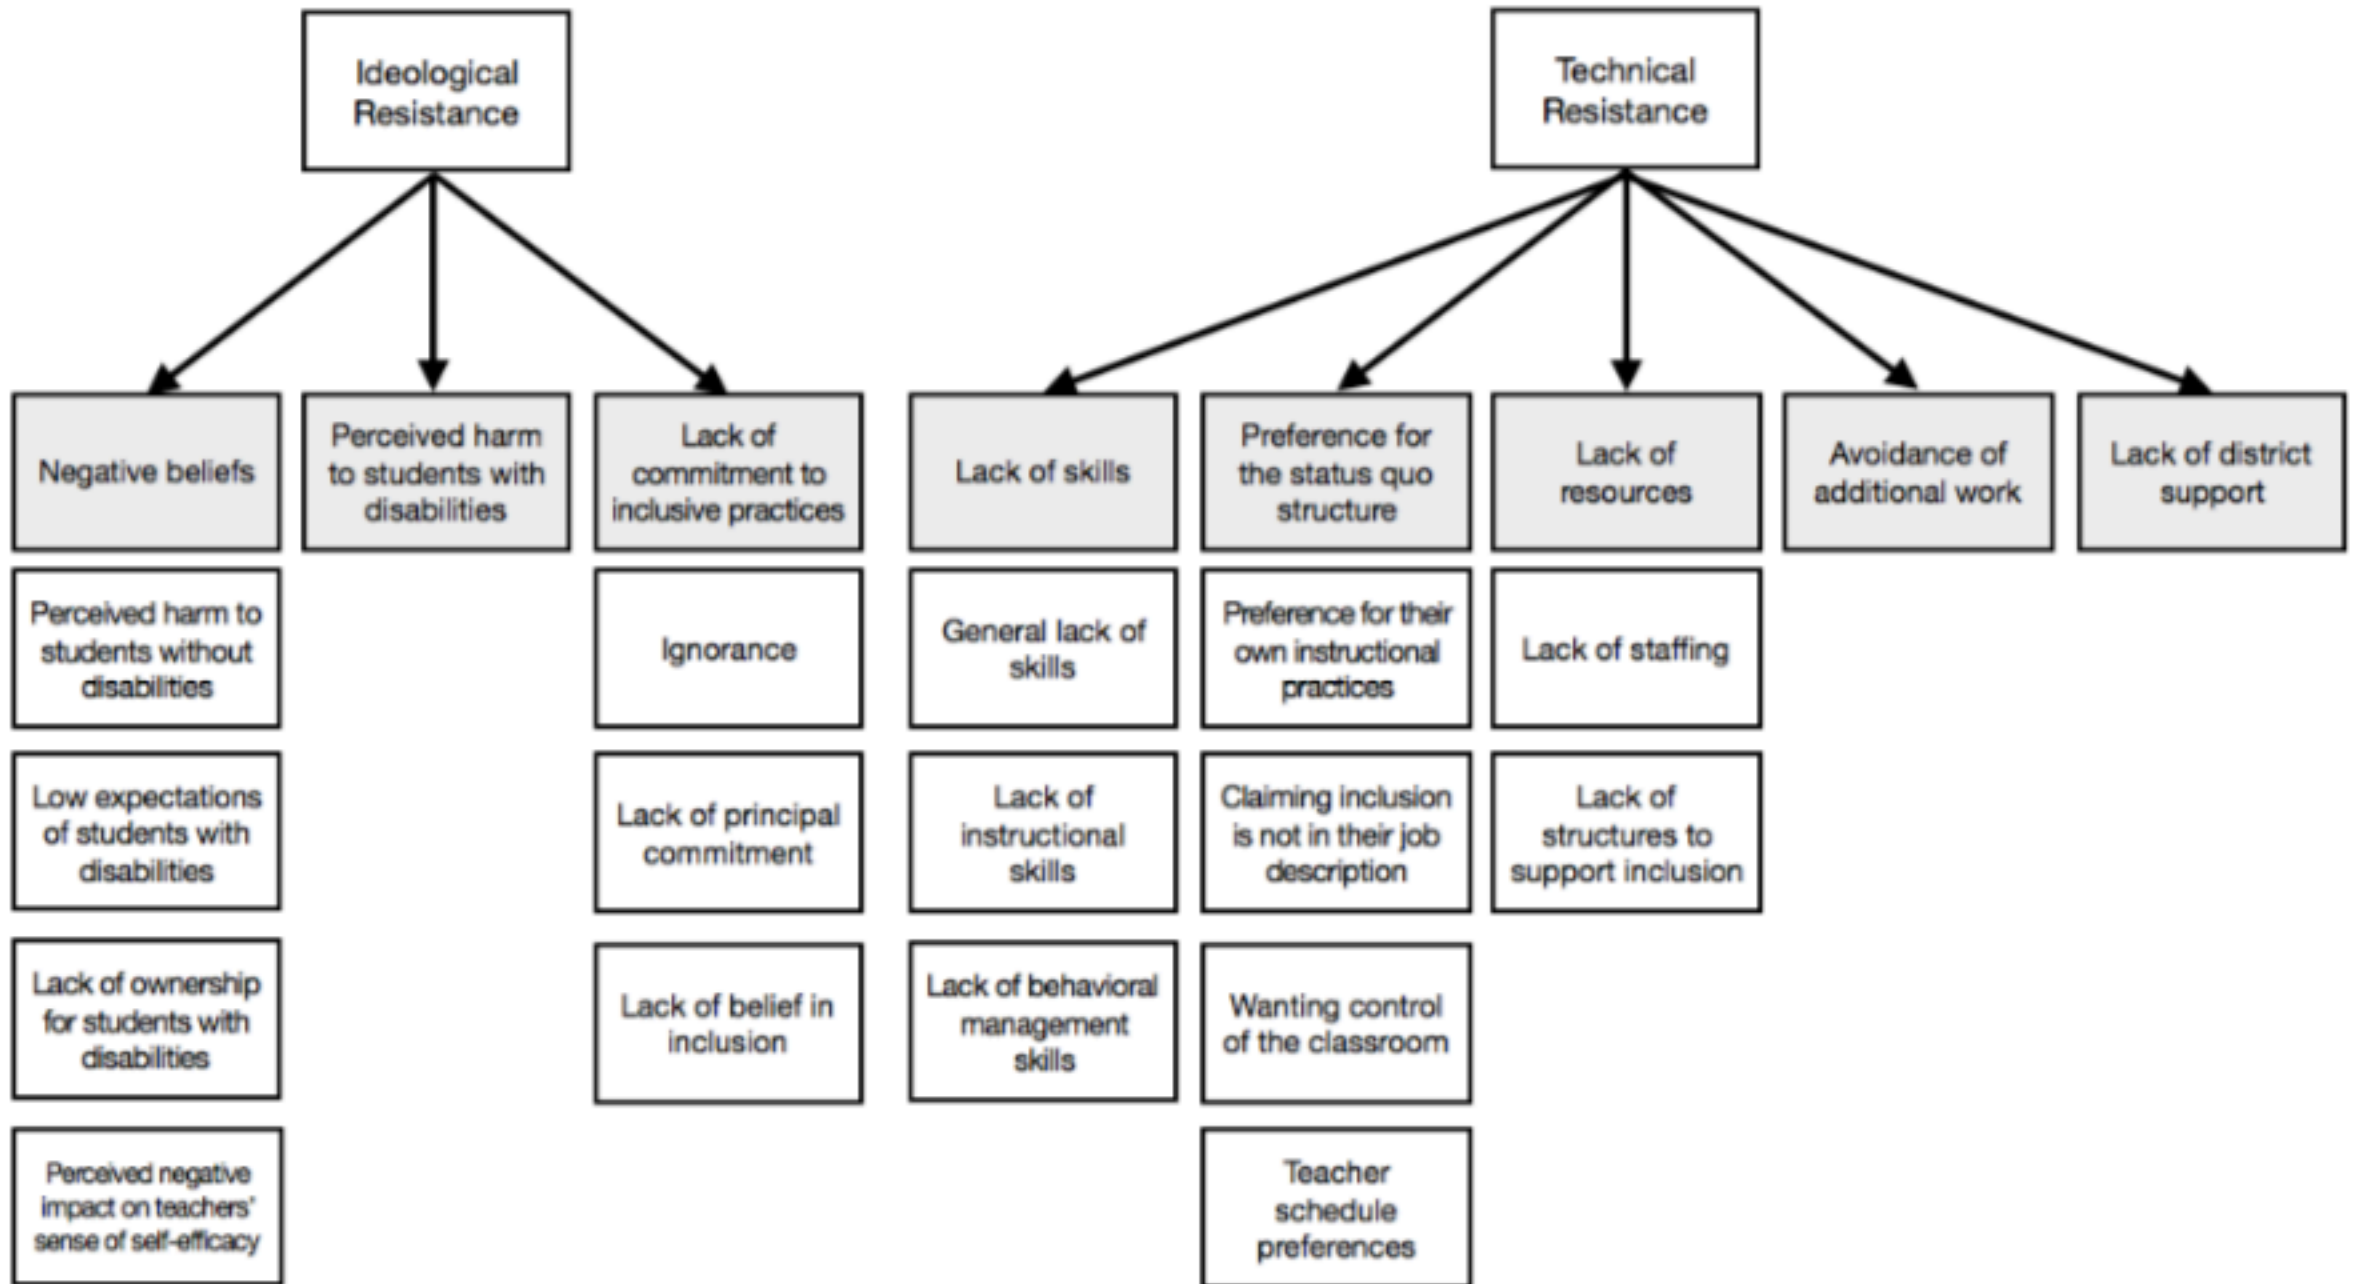 Ideological
Resistance
Technical
Resistance
Negative beliefs
Perceived harm
to students with
disabilities
Lack of
commitment to
inclusive practices
Lack of skills
Preference for
the status quo
structure
Lack of
resources
Avoidance of
additional work
Lack of district
support
Perceived harm to
students without
disabilities
Ignorance
General lack of
skills
Preference for their
own instructional
practices
Lack of staffing
Low expectations
of students with
disabilities
Lack of principal
commitment
Lack of
instructional
skills
Claiming inclusion
is not in their job
description
Lack of
structures to
support inclusion
Lack of ownership
for students with
disabilities
Lack of belief in
inclusion
Lack of behavioral
management
skills
Wanting control
of the classroom
Perceived negative
impact on teachers'
sense of self-efficacy
Teacher
schedule
preferences